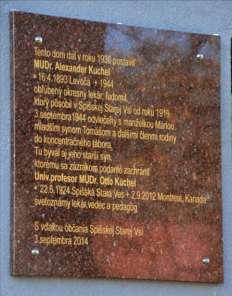 Tento dom dal v roku 1936 postaviť
MUDr. Alexander Kuchel
* 16.4.1893 Levoča + 1944
obľúbený okresný lekár, ľudomil,
ktorý pôsobil v Spišskej Starej Vsi od roku 1919.
3.septembra 1944 odvlečený s manželkou Máriou,
mladším synom Tomášom a ďalšími členmi rodiny
do koncentračného tábora.
Tu býval aj jeho starší syn,
ktorému sa zázrakom podarilo zachrániť
Univ.profesor MUDr. Otto Küchel
* 22.6.1924 Spišská Stará Ves + 2.9.2012 Montreal, Kanada
svetoznámy lekár, vedec a pedagóg
S vďakou občania Spišskej Starej Vsi
3.septembra 2014